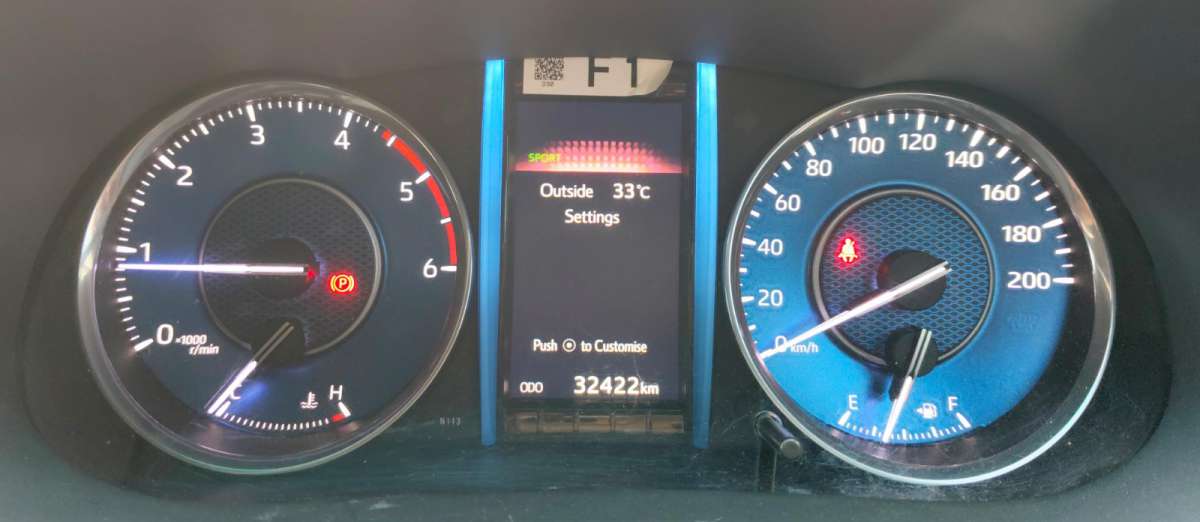 0
1
2
3
4
5
6
×1000
r/min
P
C
H
N113
F1
SPORT
Outside 33°C
Settings
Push ⊙ to Customise
ODO 32422km
0
20
40
60
80
100
120
140
160
180
200
km/h
E
F